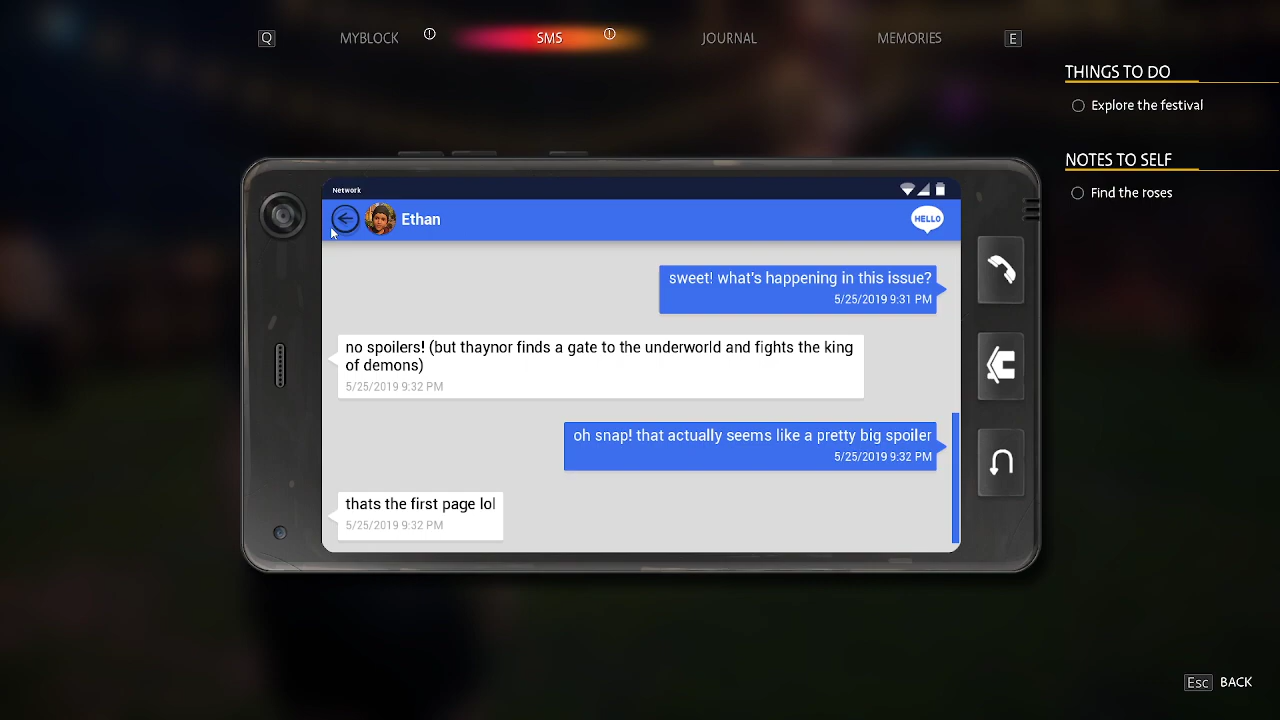 Q
MYBLOCK
SMS
JOURNAL
MEMORIES
E
THINGS TO DO
Explore the festival
NOTES TO SELF
Find the roses
Network
Ethan
HELLO
sweet! what's happening in this issue?
5/25/2019 9:31 PM
no spoilers! (but thaynor finds a gate to the underworld and fights the king
of demons)
5/25/2019 9:32 PM
oh snap! that actually seems like a pretty big spoiler
5/25/2019 9:32 PM
thats the first page lol
5/25/2019 9:32 PM
Esc BACK